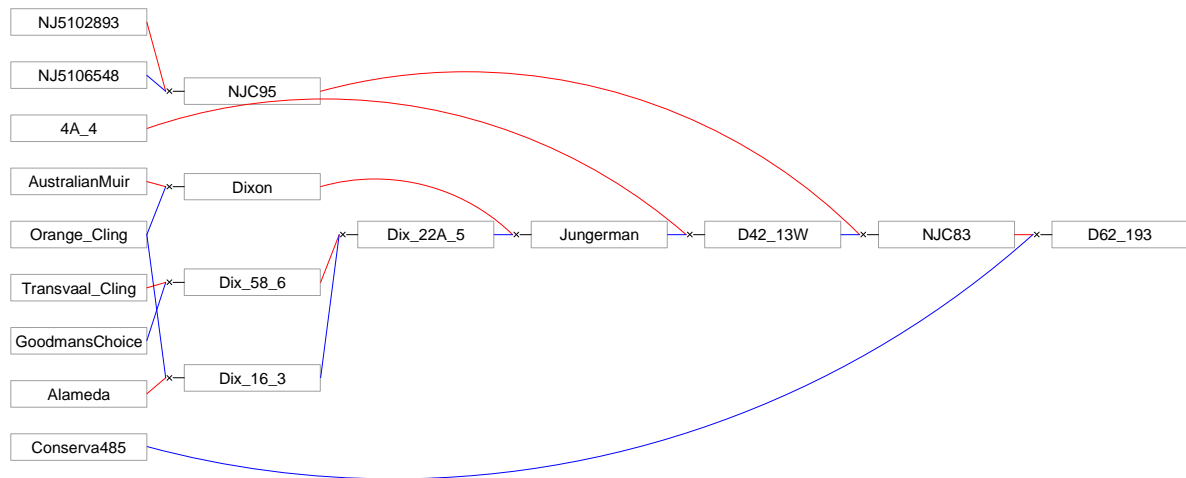 NJ5102893
NJ5106548
NJC95
4A_4
AustralianMuir
Dixon
Orange_Cling
Dix_22A_5
Jungerman
D42_13W
NJC83
D62_193
Transvaal_Cling
Dix_58_6
GoodmansChoice
Dix_16_3
Alameda
Conserva485